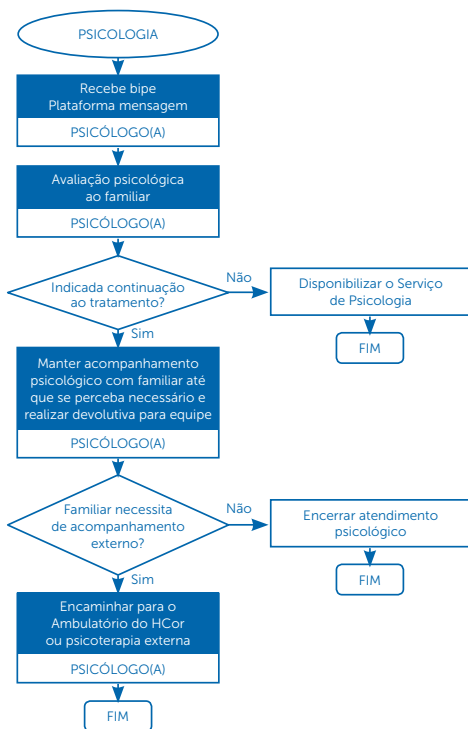 PSICOLOGIA
Recebe bipe
Plataforma mensagem
PSICÓLOGO(A)
Avaliação psicológica
ao familiar
PSICÓLOGO(A)
Indicada continuação
ao tratamento?
Não
Disponibilizar o Serviço
de Psicologia
FIM
Sim
Manter acompanhamento
psicológico com familiar até
que se perceba necessário e
realizar devolutiva para equipe
PSICÓLOGO(A)
Familiar necessita
de acompanhamento
externo?
Não
Encerrar atendimento
psicológico
FIM
Sim
Encaminhar para o
Ambulatório do HCor
ou psicoterapia externa
PSICÓLOGO(A)
FIM